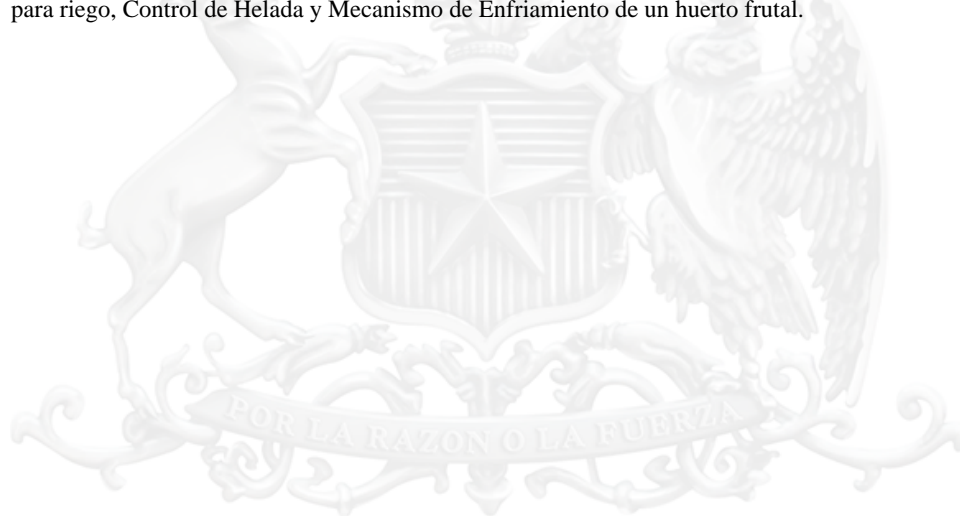 para riego, Control de Helada y Mecanismo de Enfriamiento de un huerto frutal.
POR LA RAZON O LA FUERZA